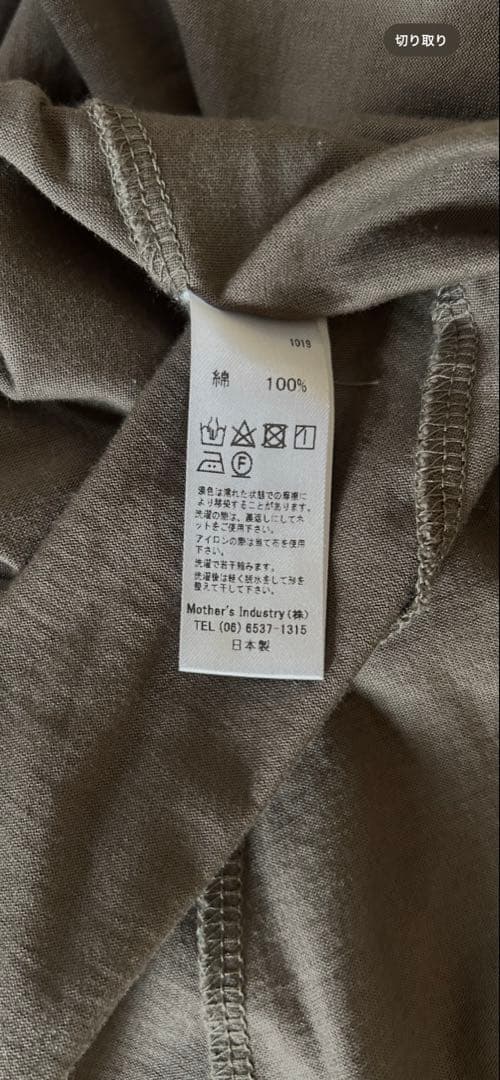 切り取り
1019
綿 100%
F
濃色は濡れた状態での摩擦に
より移染することがあります。
洗濯の際は、裏返しにしてネ
ットをご使用下さい。
アイロンの際は当て布を使用
下さい。
洗濯で若干縮みます。
洗濯後は軽く脱水をして形を
整えて干して下さい。
Mother's Industry(株)
TEL (06) 6537-1315
日本製